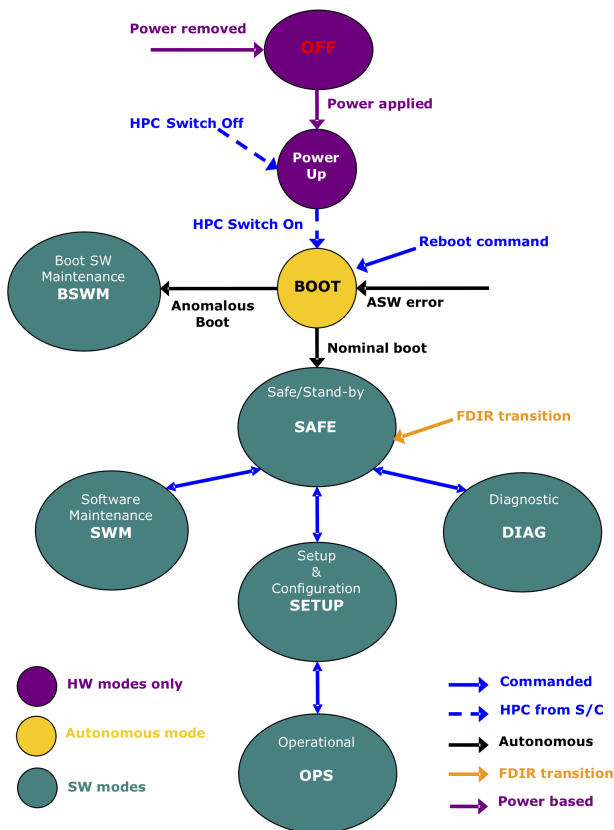 Power removed
OFF
Power applied
HPC Switch Off
Power
Up
HPC Switch On
Reboot command
Boot SW
Maintenance
BSWM
BOOT
Anomalous
Boot
ASW error
Nominal boot
Safe/Stand-by
SAFE
FDIR transition
Software
Maintenance
SWM
Diagnostic
DIAG
Setup
&
Configuration
SETUP
Operational
OPS
HW modes only
Autonomous mode
SW modes
Commanded
HPC from S/C
Autonomous
FDIR transition
Power based